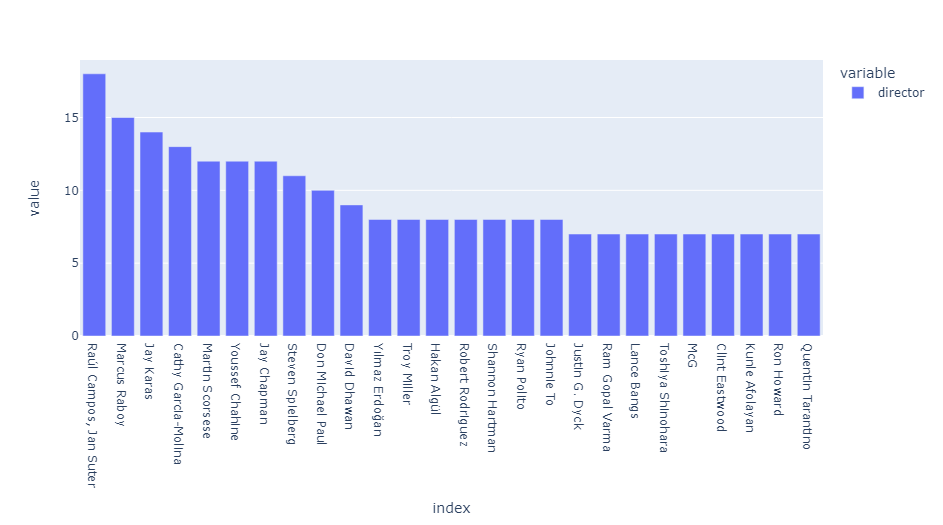 variable
director
value
15
10
5
0
Raúl Campos, Jan Suter
Marcus Raboy
Jay Karas
Cathy Garcia-Molina
Martin Scorsese
Youssef Chahine
Jay Chapman
Steven Spielberg
Don Michael Paul
David Dhawan
Yılmaz Erdoğan
Troy Miller
Hakan Algül
Robert Rodriguez
Shannon Hartman
Ryan Polito
Johnnie To
Justin G. Dyck
Ram Gopal Varma
Lance Bangs
Toshiya Shinohara
McG
Clint Eastwood
Kunle Afolayan
Ron Howard
Quentin Tarantino
index